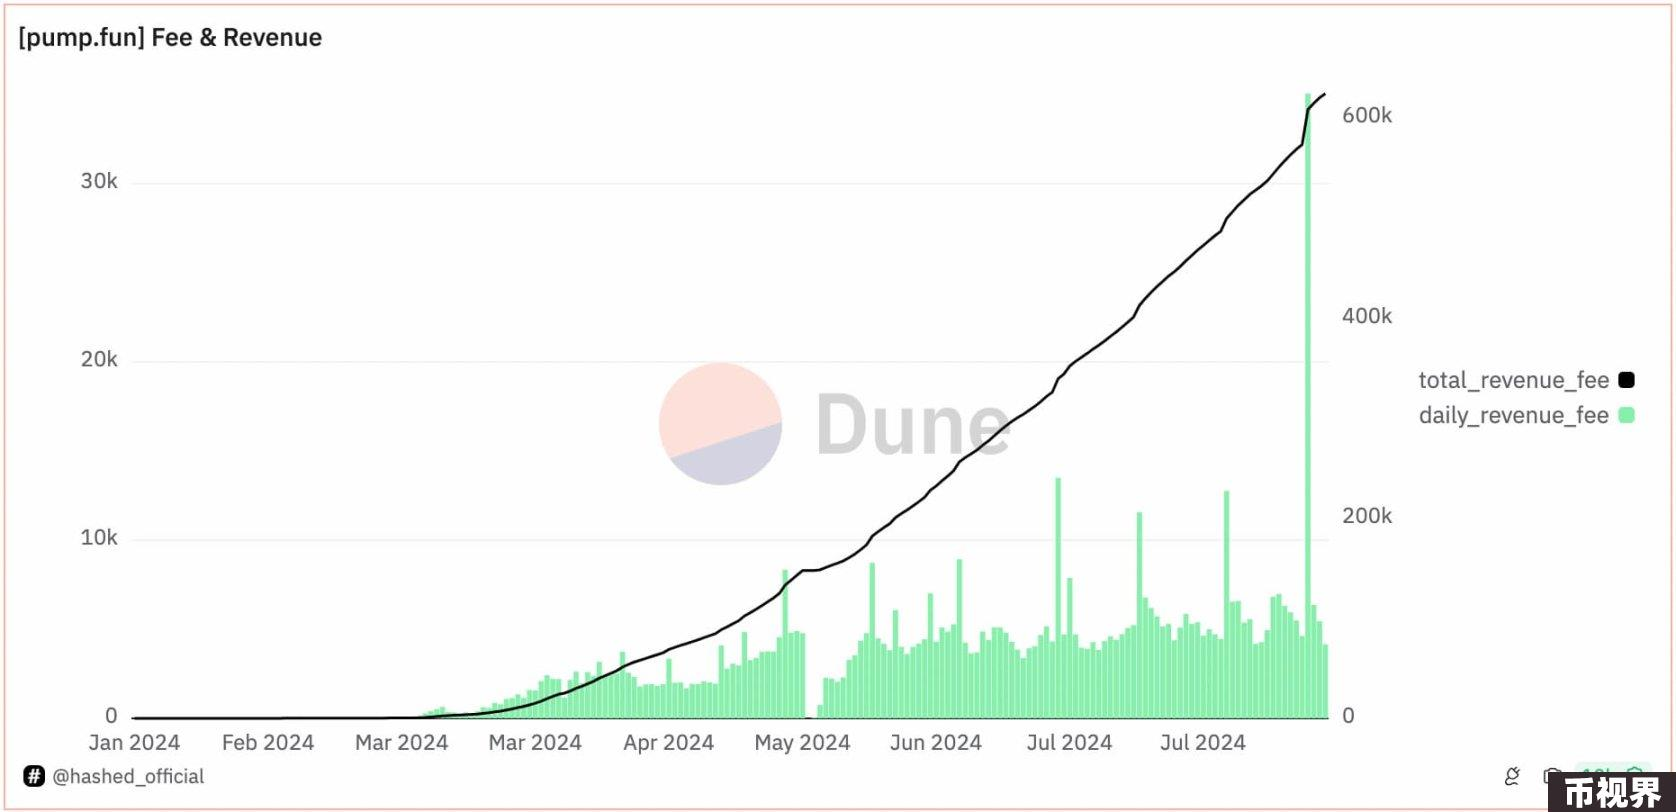 [pump.fun] Fee & Revenue
30k
20k
10k
0
600k
400k
200k
0
Dune
total_revenue_fee
daily_revenue_fee
Jan 2024 Feb 2024 Mar 2024 Mar 2024 Apr 2024 May 2024 Jun 2024 Jul 2024 Jul 2024
# @hashed_official
币视界